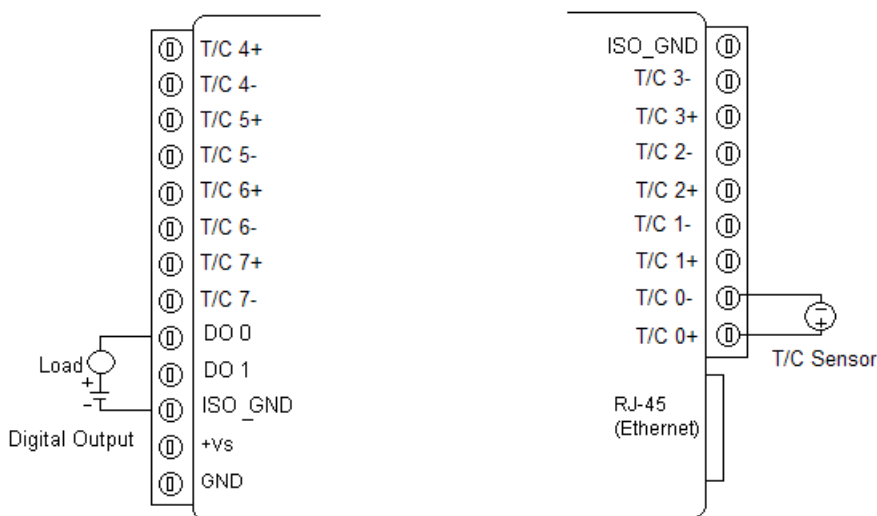 T/C 4+
T/C 4-
T/C 5+
T/C 5-
T/C 6+
T/C 6-
T/C 7+
T/C 7-
DO 0
DO 1
ISO_GND
+Vs
GND
Load
+
-
Digital Output
ISO_GND
T/C 3-
T/C 3+
T/C 2-
T/C 2+
T/C 1-
T/C 1+
T/C 0-
T/C 0+
-
+
T/C Sensor
RJ-45
(Ethernet)